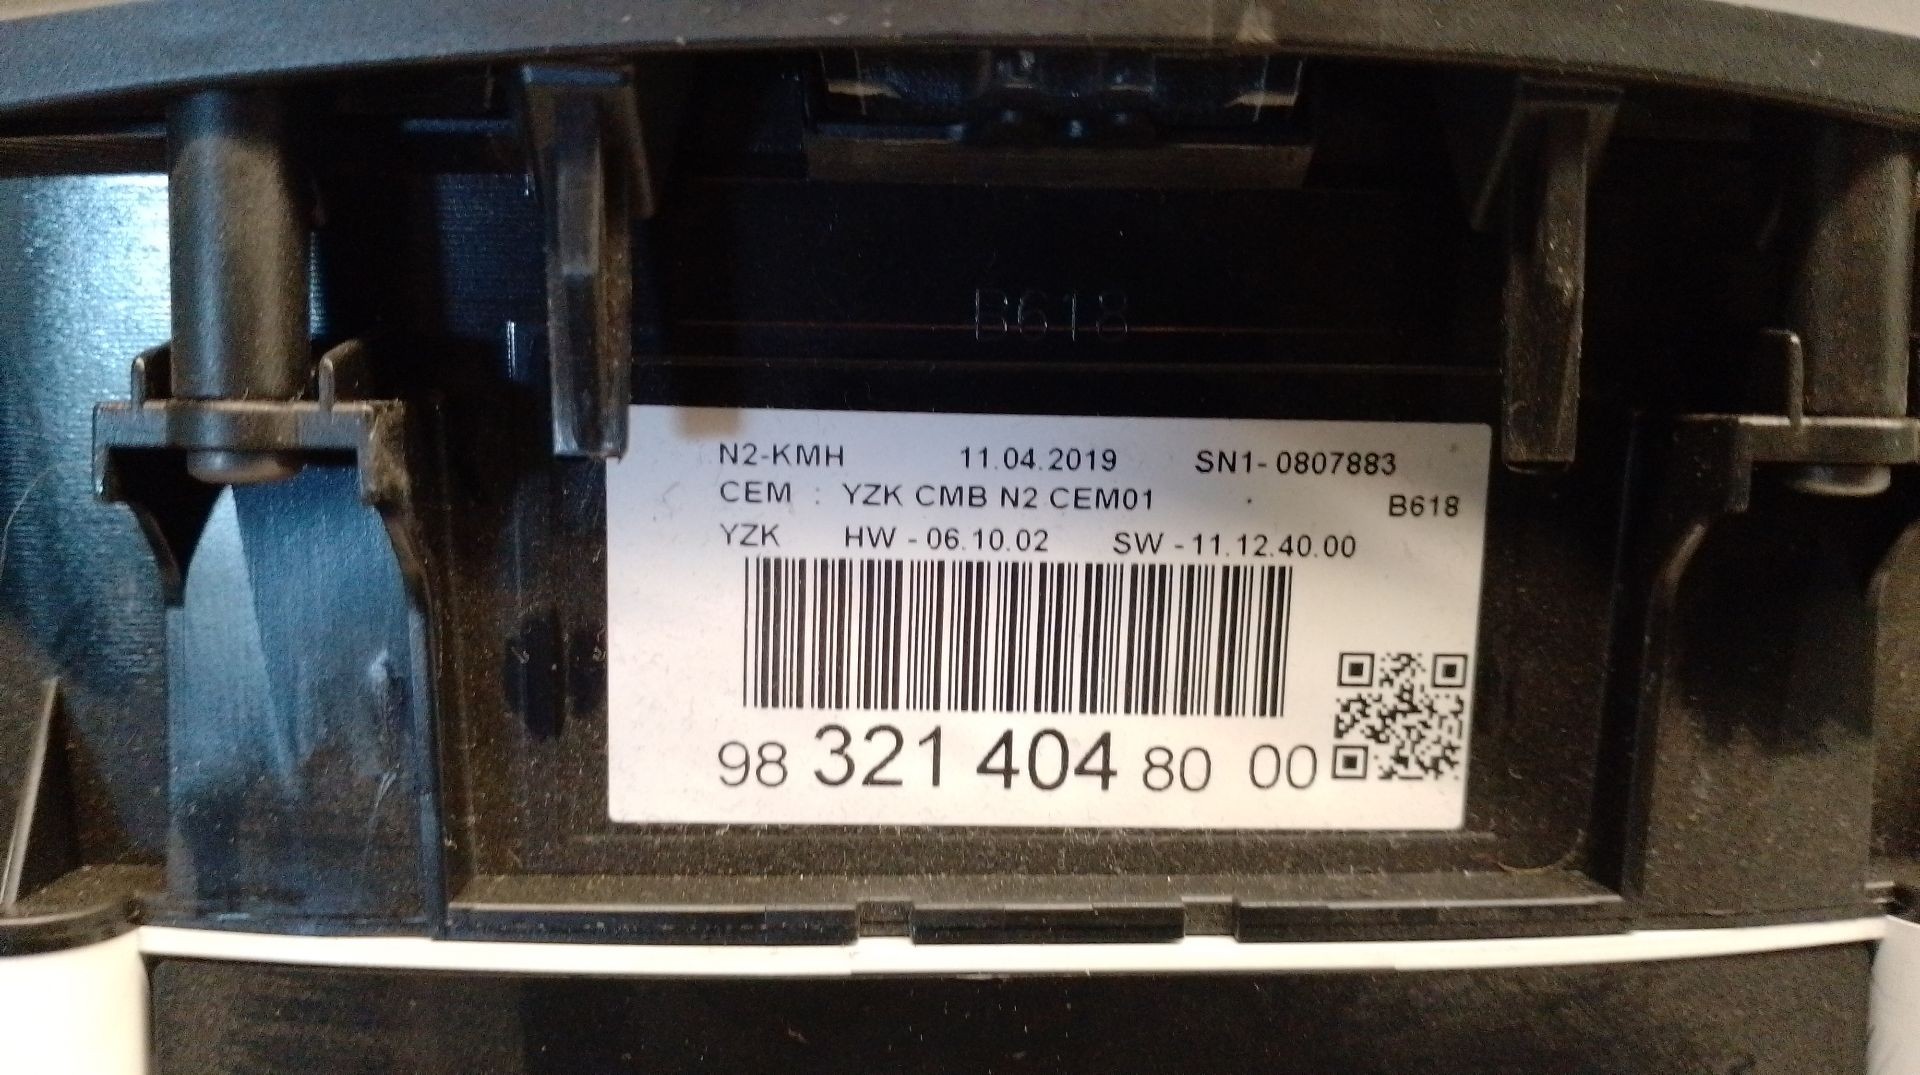 B618
N2-KMH 11.04.2019 SN1-0807883
CEM : YZK CMB N2 CEM01 B618
YZK HW - 06.10.02 SW - 11.12.40.00
98 321 404 80 00